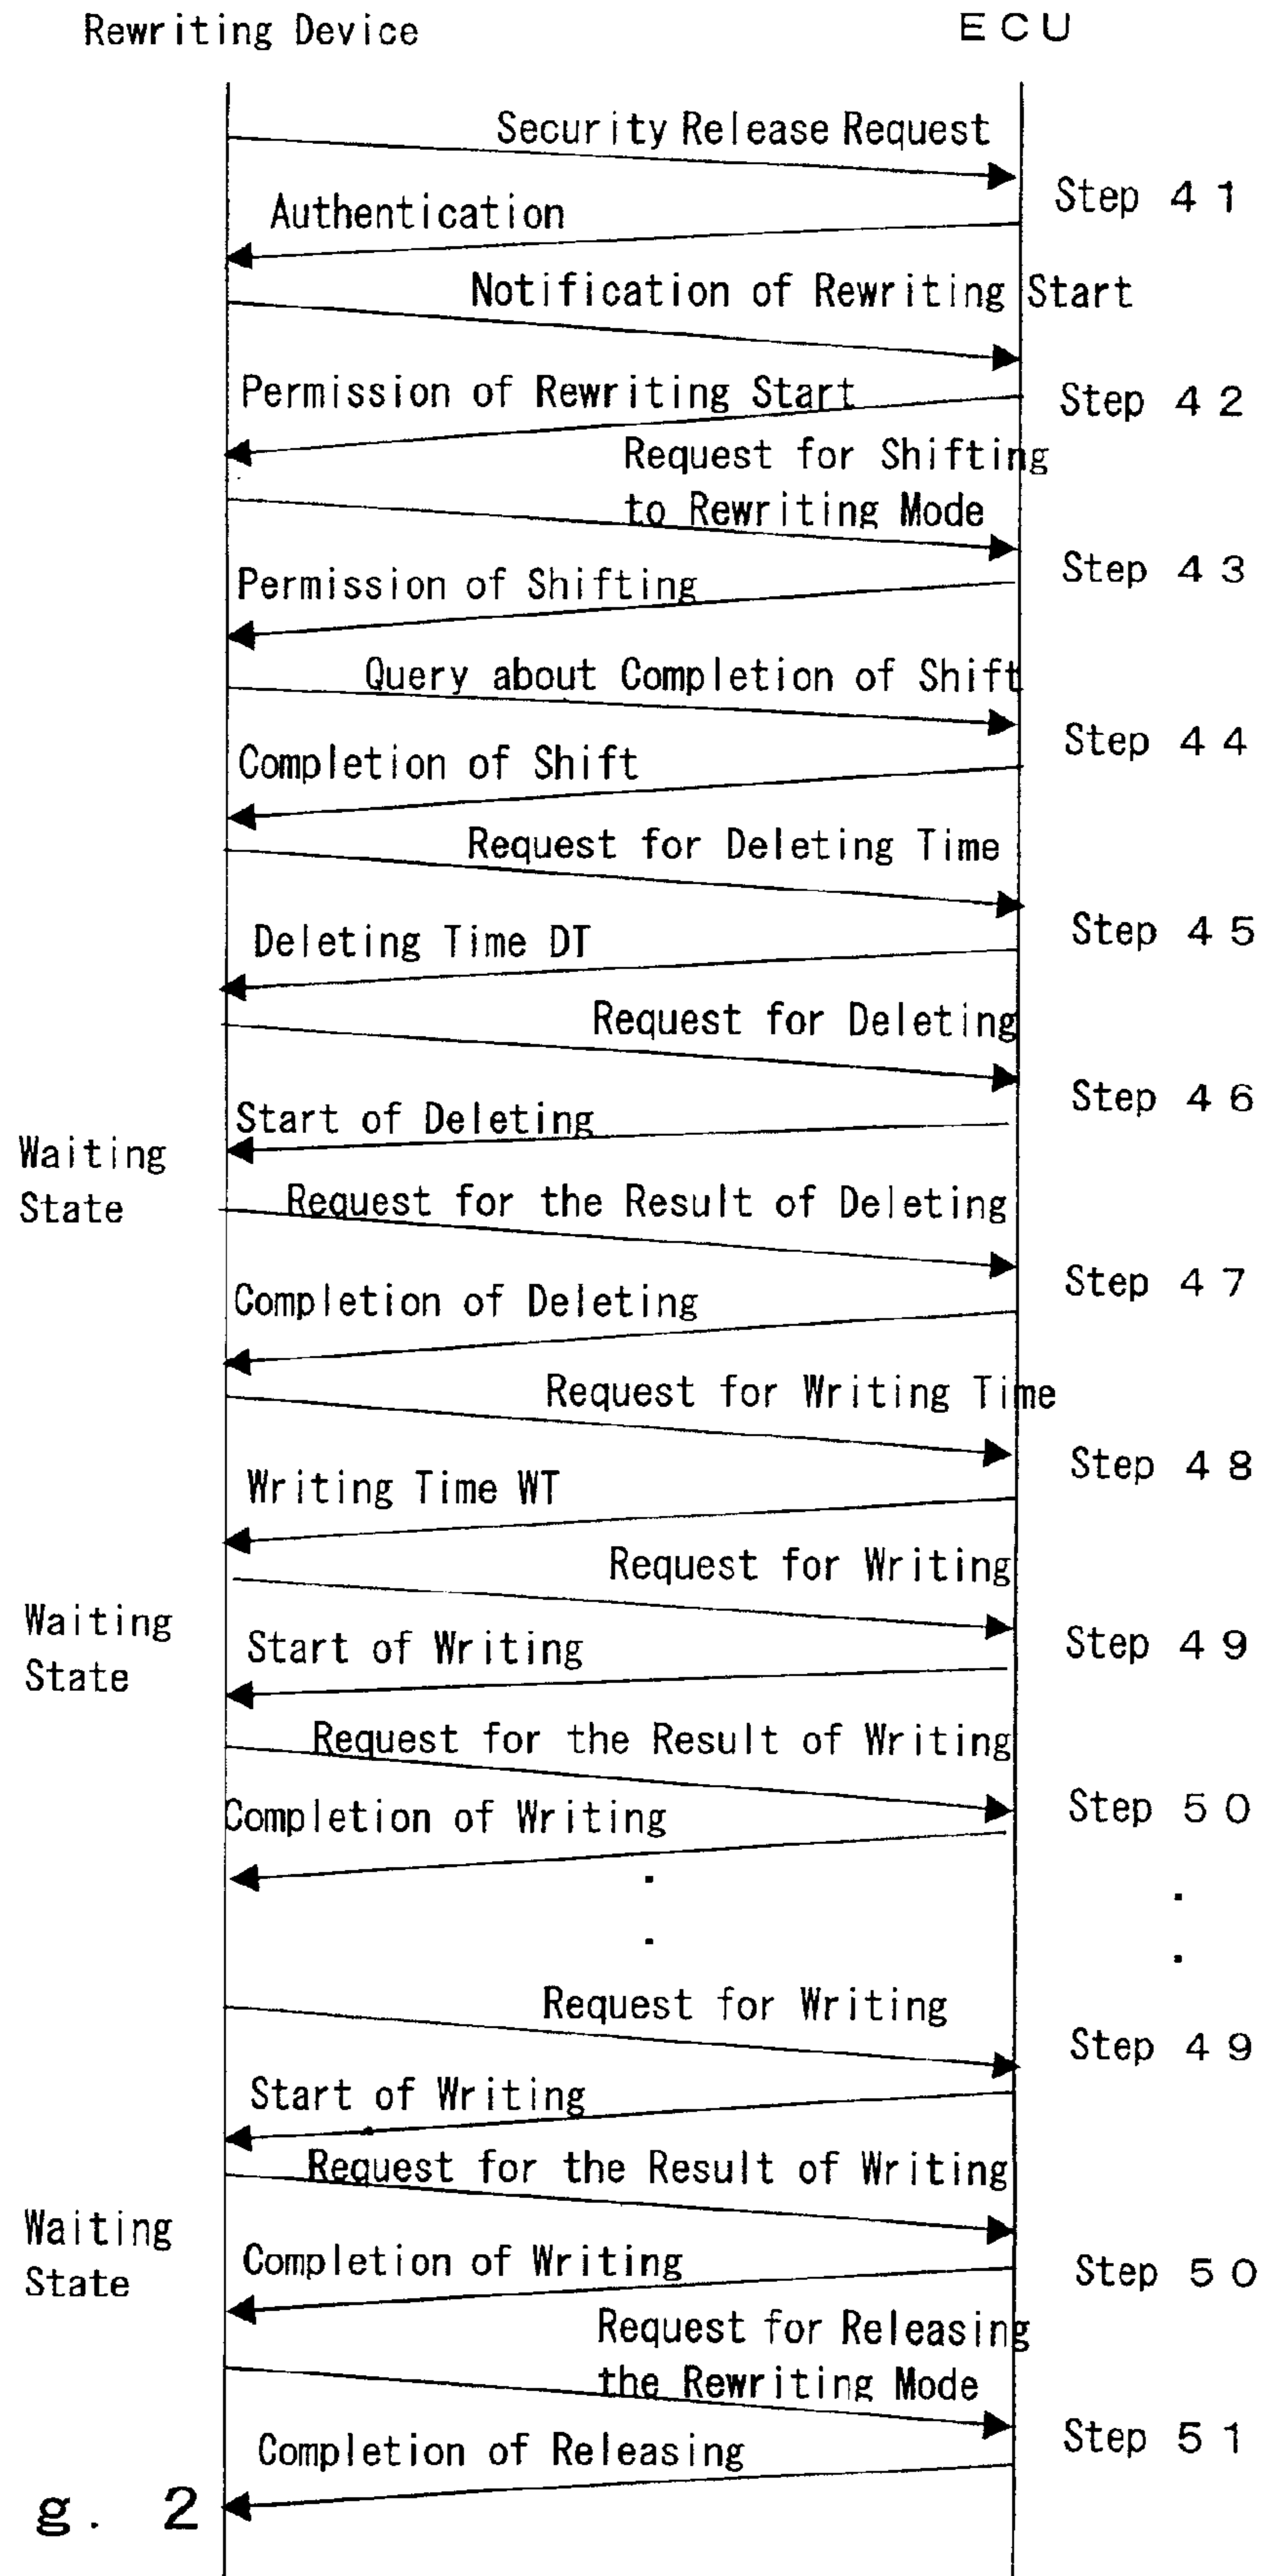 Rewriting Device
ECU
Security Release Request
Step 41
Authentication
Notification of Rewriting Start
Permission of Rewriting Start
Step 42
Request for Shifting
to Rewriting Mode
Step 43
Permission of Shifting
Query about Completion of Shift
Step 44
Completion of Shift
Request for Deleting Time
Step 45
Deleting Time DT
Request for Deleting
Step 46
Start of Deleting
Waiting
State
Request for the Result of Deleting
Step 47
Completion of Deleting
Request for Writing Time
Step 48
Writing Time WT
Request for Writing
Waiting
State
Step 49
Start of Writing
Request for the Result of Writing
Step 50
Completion of Writing
.
.
.
.
Request for Writing
Step 49
Start of Writing
Request for the Result of Writing
Waiting
State
Completion of Writing
Step 50
Request for Releasing
the Rewriting Mode
Step 51
Completion of Releasing
g. 2